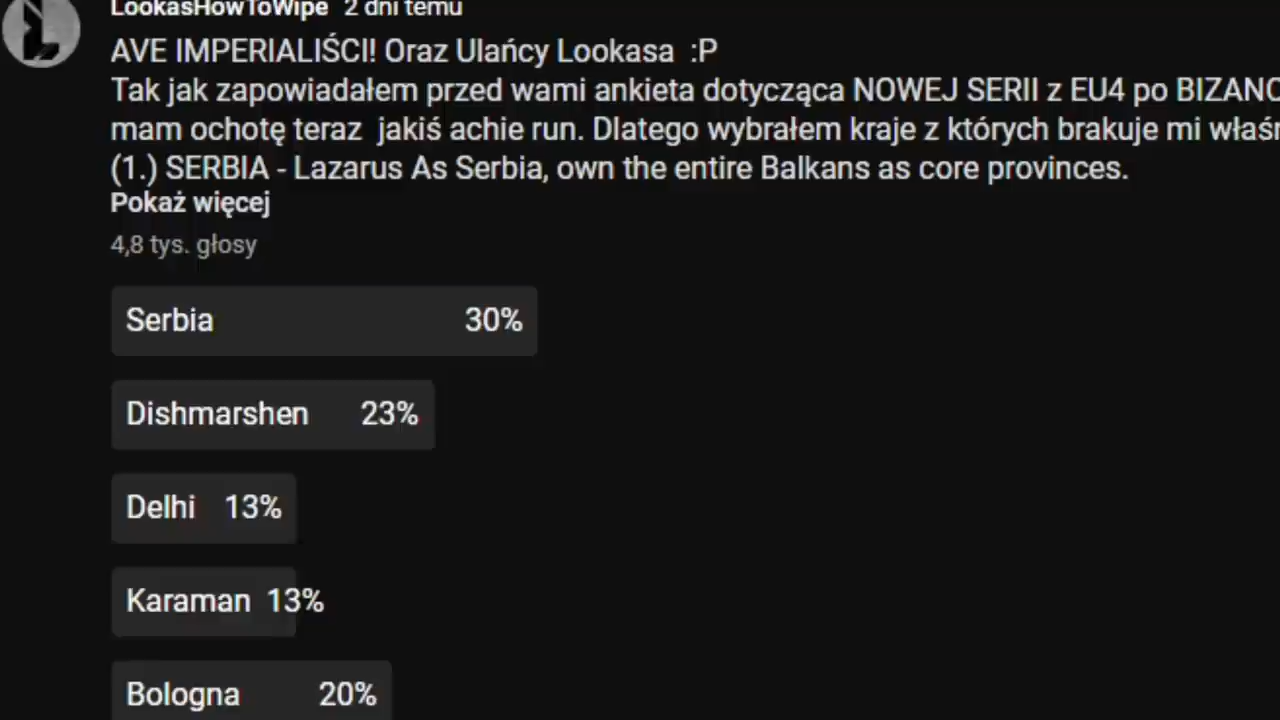 LookasHowToWipe 2 dni temu
AVE IMPERIALIŚCI! Oraz Ulańcy Lookasa :P
Tak jak zapowiadałem przed wami ankieta dotycząca NOWEJ SERII z EU4 po BIZANC
mam ochotę teraz jakiś achie run. Dlatego wybrałem kraje z których brakuje mi
(1.) SERBIA - Lazarus As Serbia, own the entire Balkans as core provinces.
Pokaż więcej
4,8 tys. głosy
Serbia 30%
Dishmarshen 23%
Delhi 13%
Karaman 13%
Bologna 20%